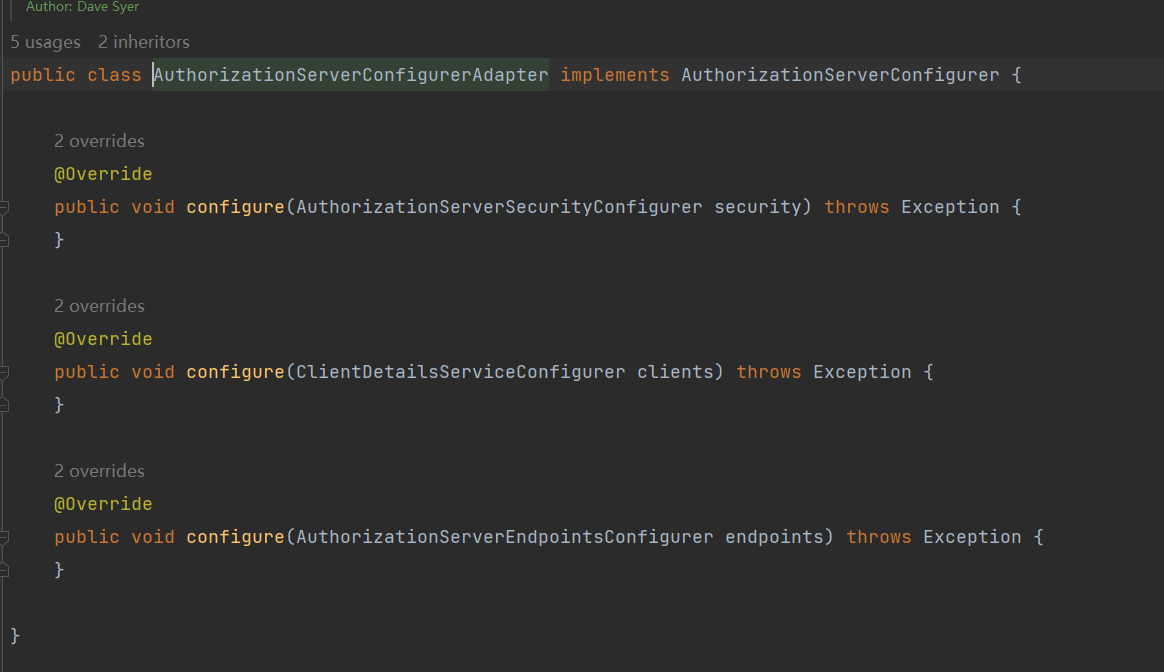 Author: Dave Syer
5 usages   2 inheritors
public class AuthorizationServerConfigurerAdapter implements AuthorizationServerConfigurer {
2 overrides
@Override
public void configure(AuthorizationServerSecurityConfigurer security) throws Exception {
}
2 overrides
@Override
public void configure(ClientDetailsServiceConfigurer clients) throws Exception {
}
2 overrides
@Override
public void configure(AuthorizationServerEndpointsConfigurer endpoints) throws Exception {
}
}